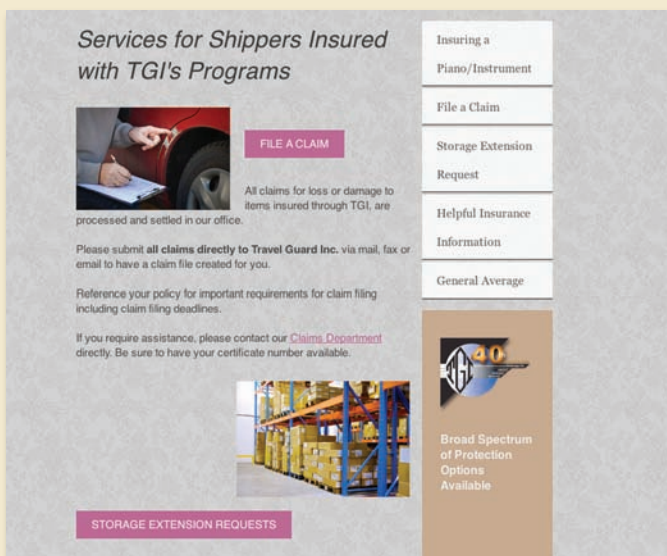 Services for Shippers Insured
with TGI's Programs
FILE A CLAIM
All claims for loss or damage to
items insured through TGI, are
processed and settled in our office.
Please submit all claims directly to Travel Guard Inc. via mail, fax or
email to have a claim file created for you.
Reference your policy for important requirements for claim filing
including claim filing deadlines.
If you require assistance, please contact our Claims Department
directly. Be sure to have your certificate number available.
STORAGE EXTENSION REQUESTS
Insuring a
Piano/Instrument
File a Claim
Storage Extension
Request
Helpful Insurance
Information
General Average
TGI 40
Broad Spectrum
of Protection
Options
Available